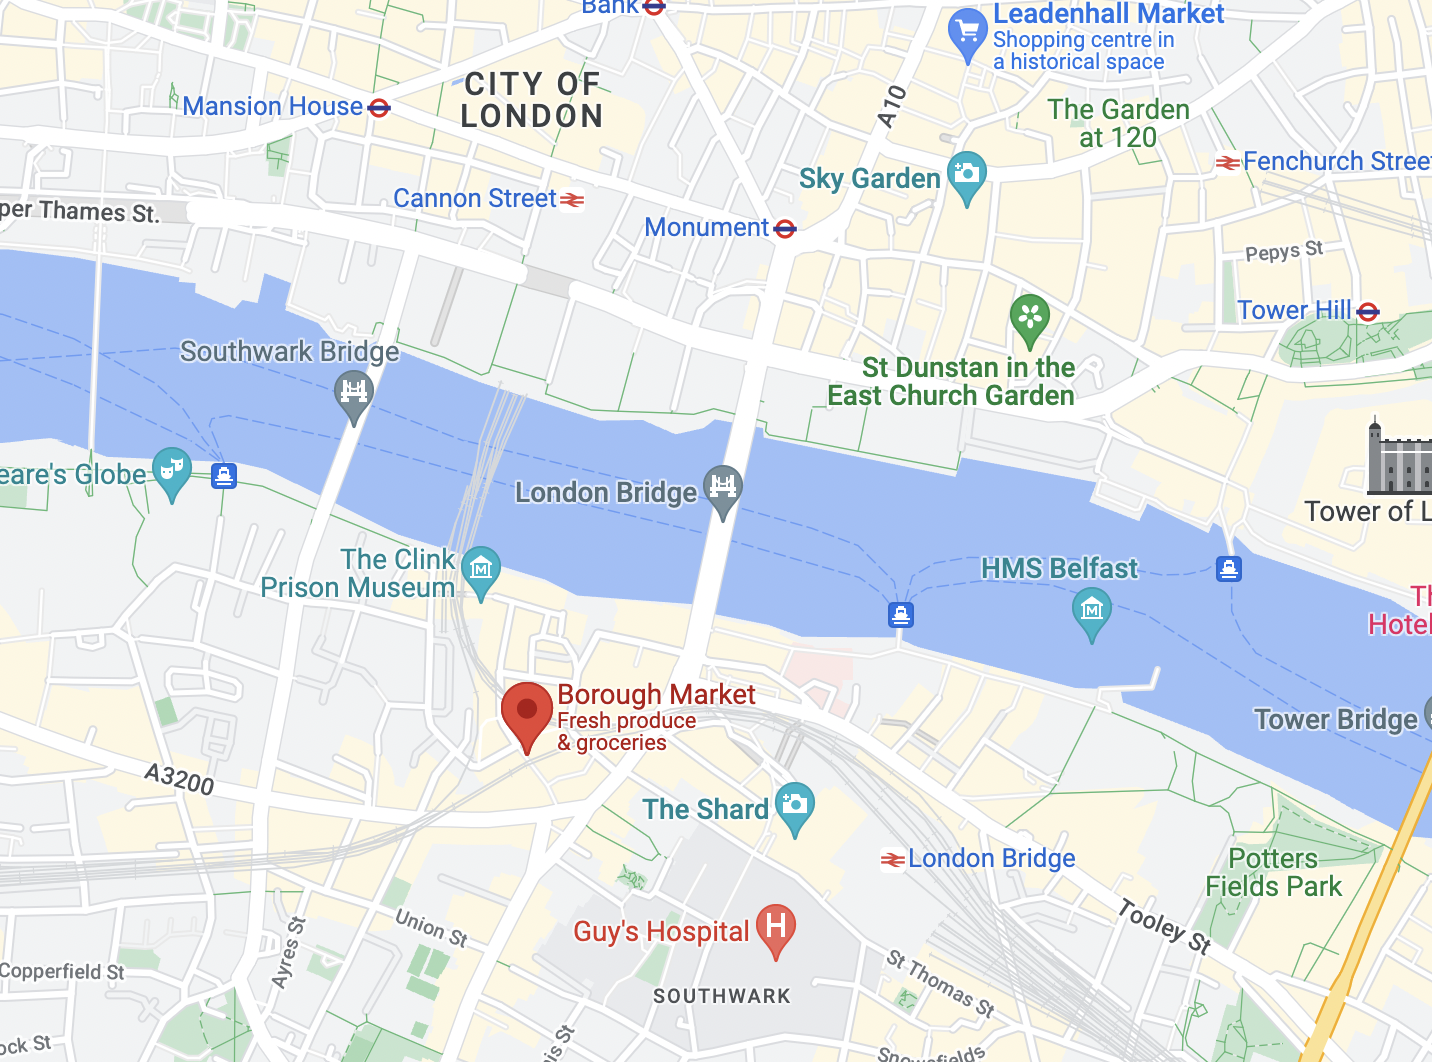 Bank
Leadenhall Market
Shopping centre in
a historical space
CITY OF
LONDON
Mansion House
A10
The Garden
at 120
Fenchurch Street
Sky Garden
Cannon Street
per Thames St.
Monument
Pepys St
Tower Hill
Southwark Bridge
St Dunstan in the
East Church Garden
eare's Globe
London Bridge
Tower of L
The Clink
Prison Museum
M
HMS Belfast
M
Th
Hotel
Borough Market
Fresh produce
& groceries
Tower Bridge
A3200
The Shard
London Bridge
Potters
Fields Park
Tooley St
Union St
Guy's Hospital
H
Ayres St
Copperfield St
St Thomas St
SOUTHWARK
ock St
is St
Snowsfields